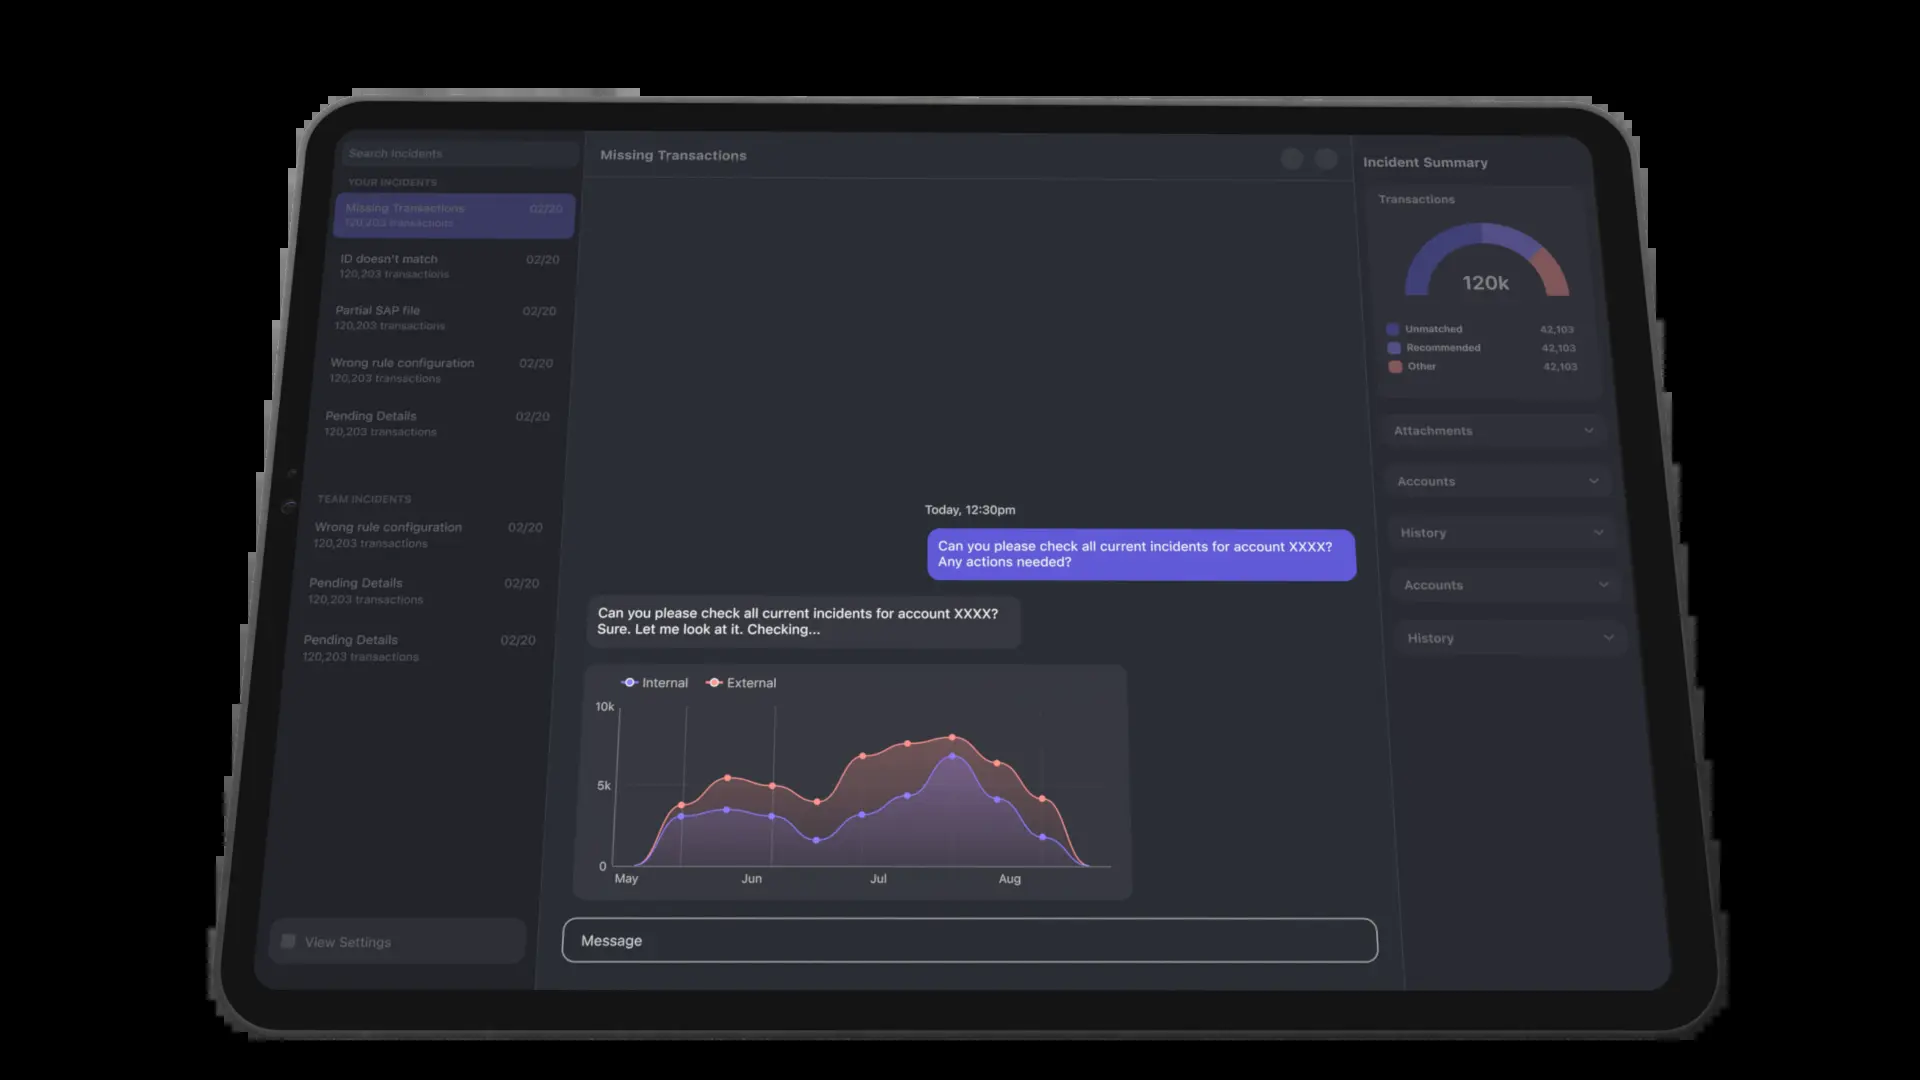 Search Incidents
YOUR INCIDENTS
Missing Transactions 02/20
120,203 transactions
ID doesn't match 02/20
120,203 transactions
Partial SAP file 02/20
120,203 transactions
Wrong rule configuration 02/20
120,203 transactions
Pending Details 02/20
120,203 transactions
TEAM INCIDENTS
Wrong rule configuration 02/20
120,203 transactions
Pending Details 02/20
120,203 transactions
Pending Details 02/20
120,203 transactions
View Settings
Missing Transactions
Today, 12:30pm
Can you please check all current incidents for account XXXX?
Any actions needed?
Can you please check all current incidents for account XXXX?
Sure. Let me look at it. Checking...
Internal External
10k
5k
0
May Jun Jul Aug
Message
Incident Summary
Transactions
120k
Unmatched 42,103
Recommended 42,103
Other 42,103
Attachments
Accounts
History
Accounts
History